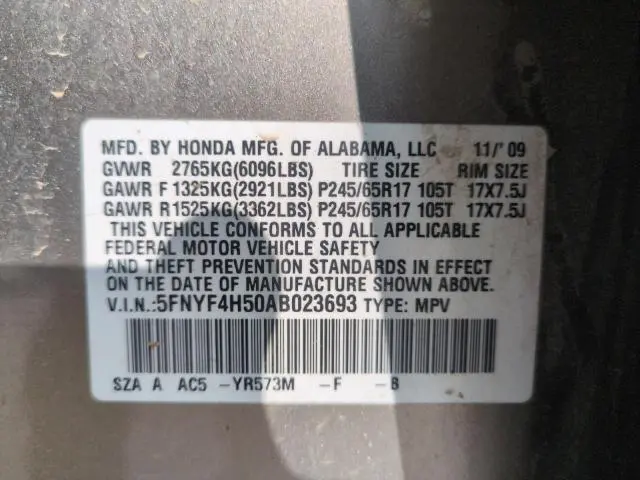 MFD. BY HONDA MFG. OF ALABAMA, LLC 11/'09
GVWR 2765KG(6096LBS) TIRE SIZE RIM SIZE
GAWR F 1325KG(2921LBS) P245/65R17 105T 17X7.5J
GAWR R1525KG(3362LBS) P245/65R17 105T 17X7.5J
THIS VEHICLE CONFORMS TO ALL APPLICABLE
FEDERAL MOTOR VEHICLE SAFETY
AND THEFT PREVENTION STANDARDS IN EFFECT
ON THE DATE OF MANUFACTURE SHOWN ABOVE.
V.I.N.:5FNYF4H50AB023693 TYPE: MPV
SZA A AC5 -YR573M -F -B